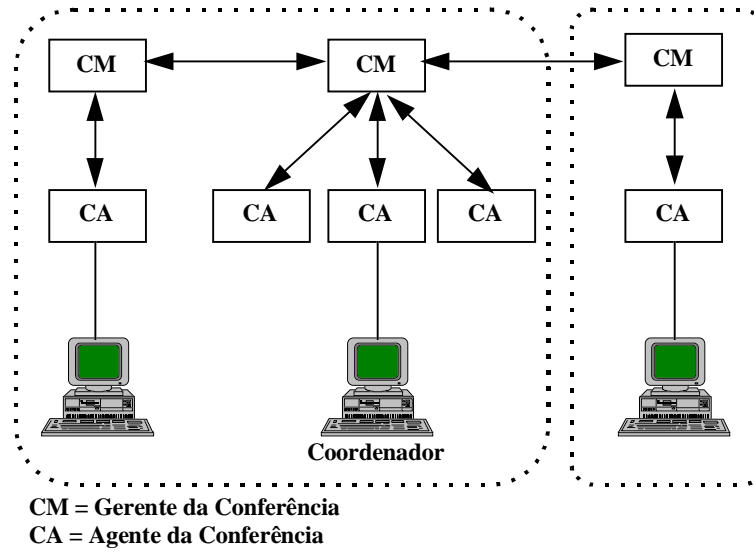 CM
CM
CM
CA
CA
CA
CA
CA
Coordenador
CM = Gerente da Conferência
CA = Agente da Conferência